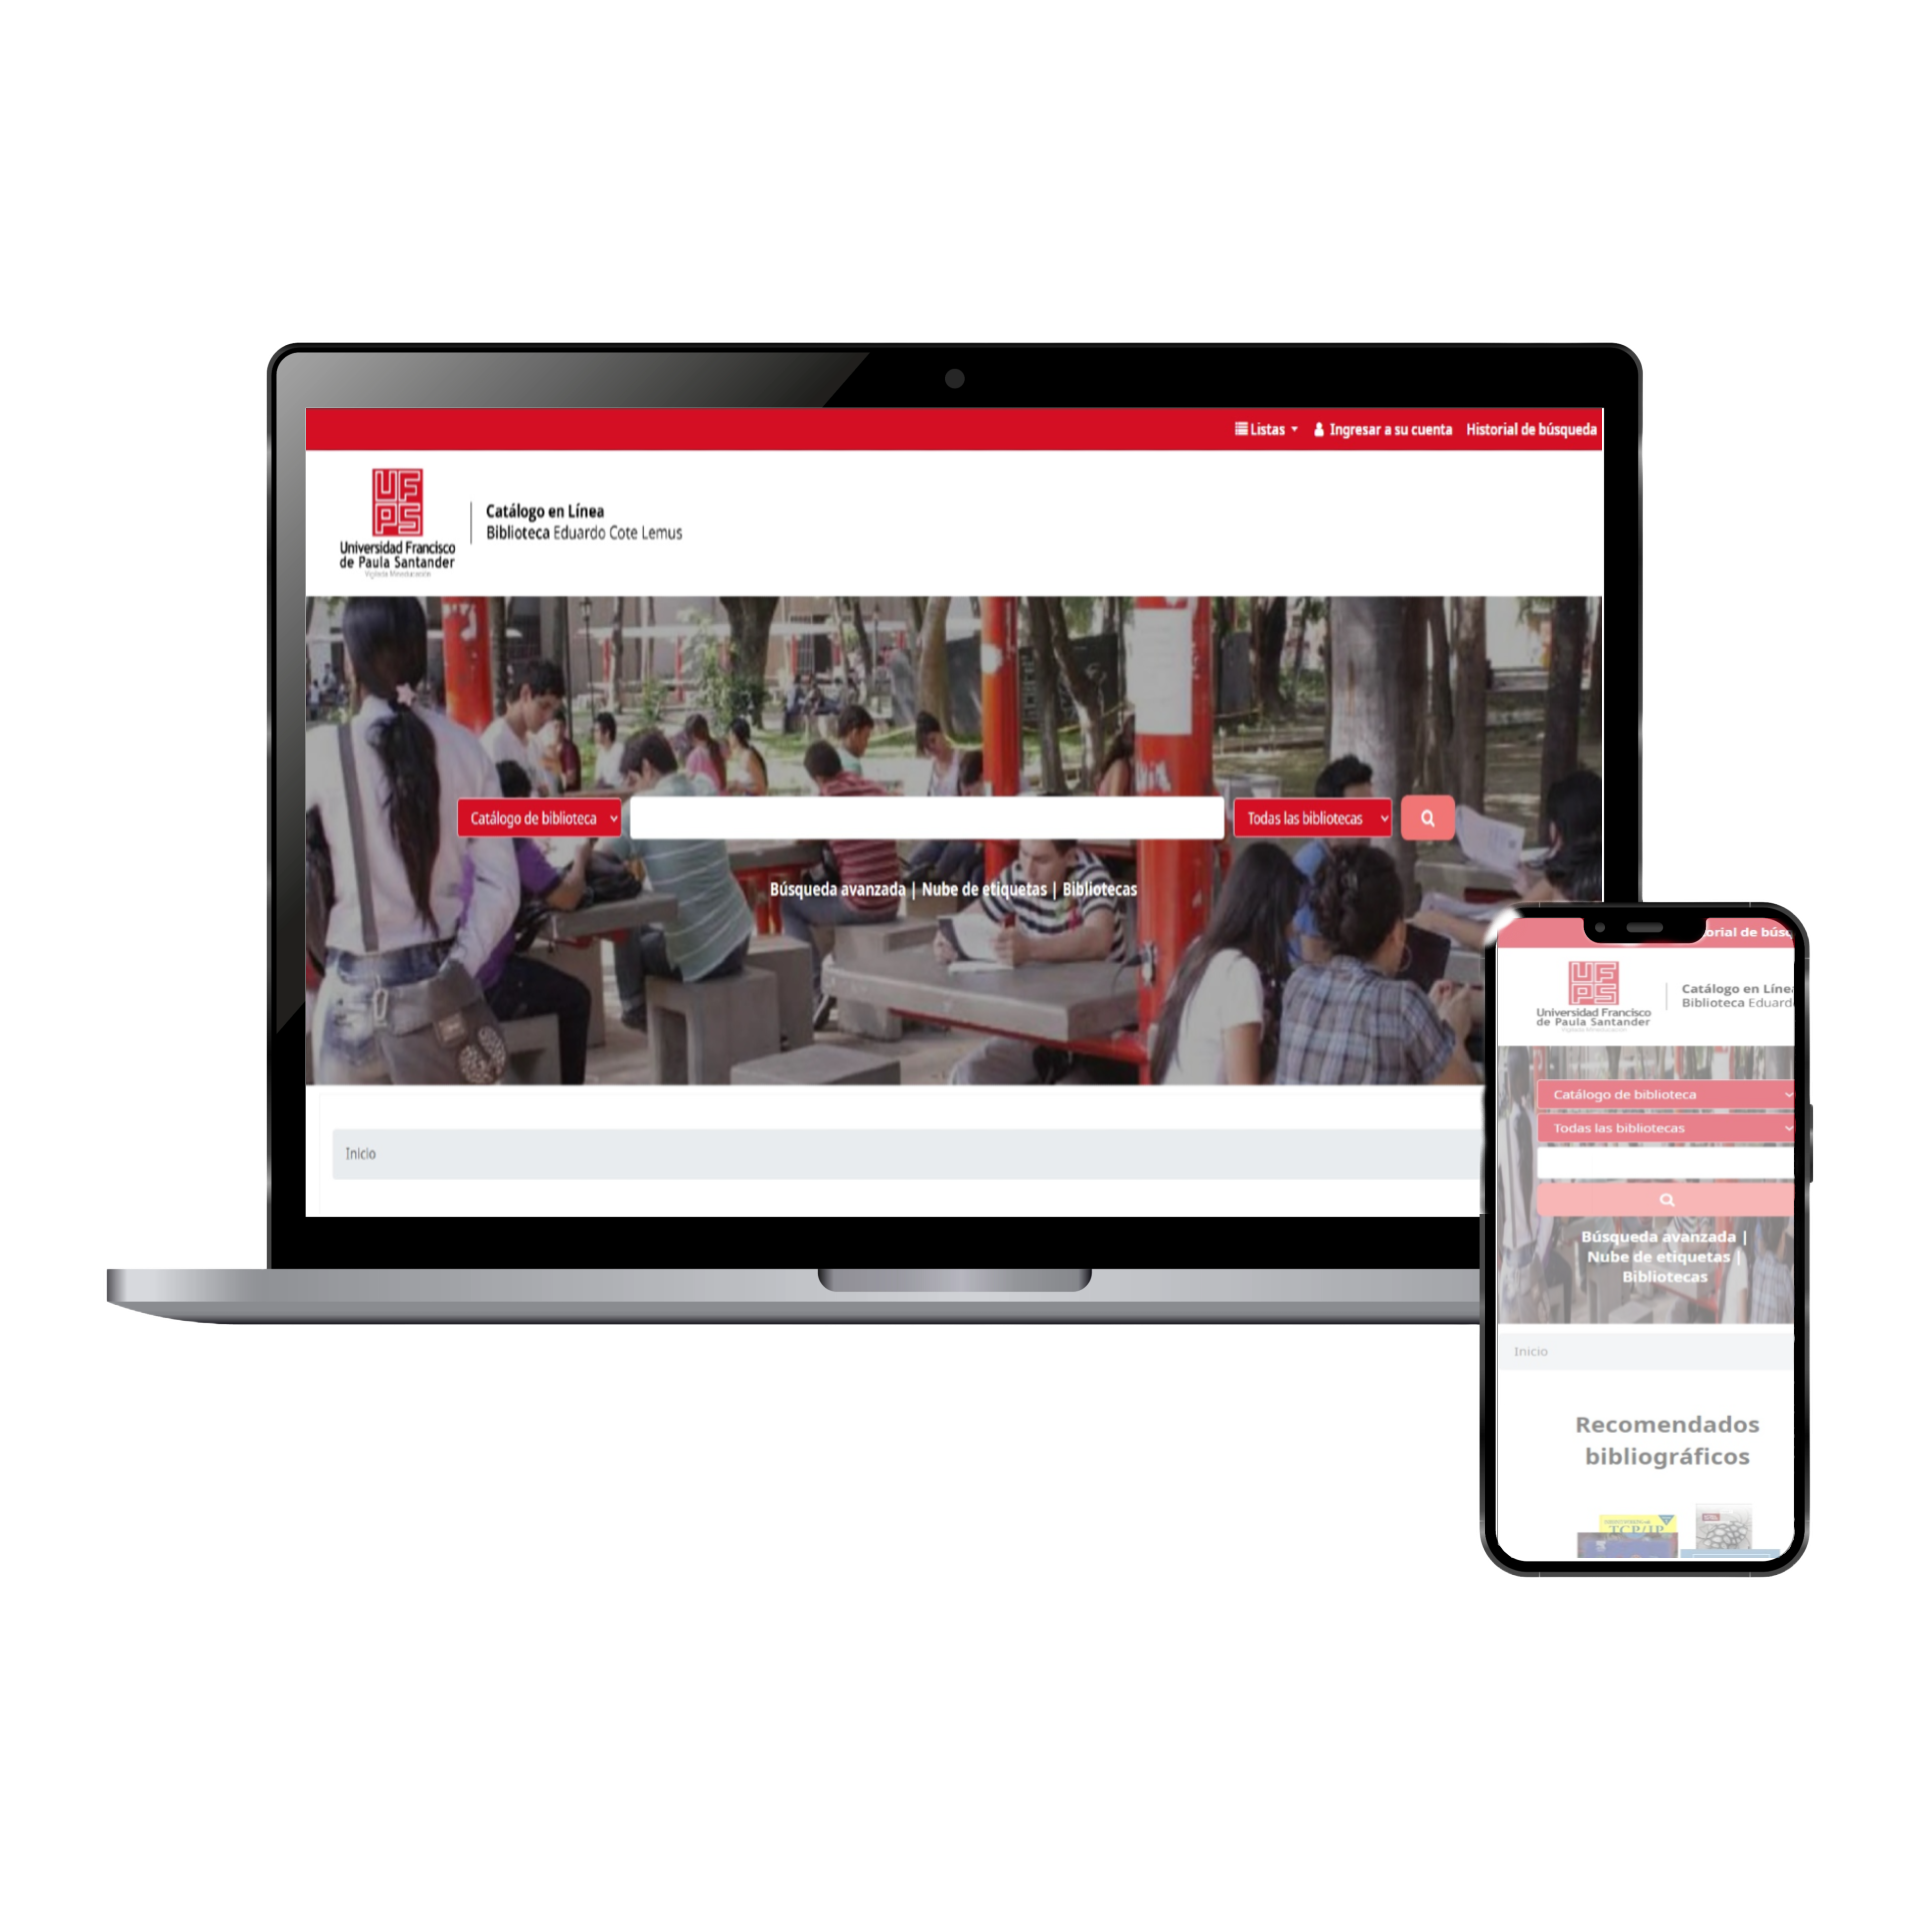 Listas
Ingresar a su cuenta
Historial de búsqueda
UFPS
Universidad Francisco
de Paula Santander
Vigilada Mineducación
Catálogo en Línea
Biblioteca Eduardo Cote Lemus
Catálogo de biblioteca
Todas las bibliotecas
Búsqueda avanzada | Nube de etiquetas | Bibliotecas
Inicio
orial de búsq
UFPS
Universidad Francisco
de Paula Santander
Catálogo en Líne
Biblioteca Eduard
Catálogo de biblioteca
Todas las bibliotecas
Búsqueda avanzada |
Nube de etiquetas |
Bibliotecas
Inicio
Recomendados
bibliográficos
TCP/IP